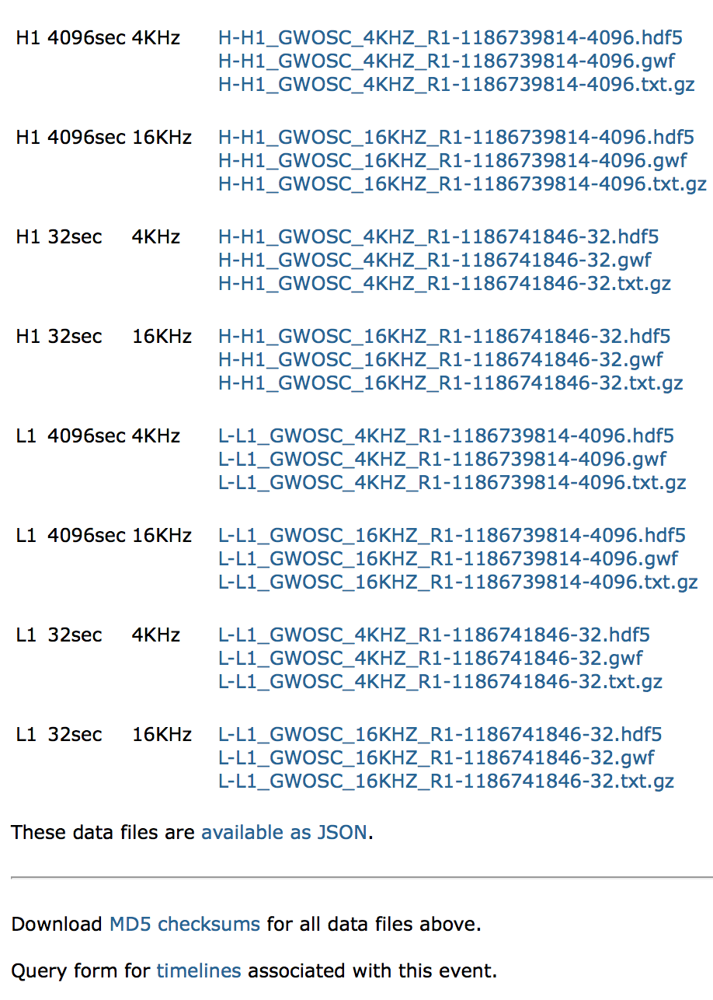 H1 4096sec 4KHz H-H1_GWOSC_4KHZ_R1-1186739814-4096.hdf5
H-H1_GWOSC_4KHZ_R1-1186739814-4096.gwf
H-H1_GWOSC_4KHZ_R1-1186739814-4096.txt.gz
H1 4096sec 16KHz H-H1_GWOSC_16KHZ_R1-1186739814-4096.hdf5
H-H1_GWOSC_16KHZ_R1-1186739814-4096.gwf
H-H1_GWOSC_16KHZ_R1-1186739814-4096.txt.gz
H1 32sec 4KHz H-H1_GWOSC_4KHZ_R1-1186741846-32.hdf5
H-H1_GWOSC_4KHZ_R1-1186741846-32.gwf
H-H1_GWOSC_4KHZ_R1-1186741846-32.txt.gz
H1 32sec 16KHz H-H1_GWOSC_16KHZ_R1-1186741846-32.hdf5
H-H1_GWOSC_16KHZ_R1-1186741846-32.gwf
H-H1_GWOSC_16KHZ_R1-1186741846-32.txt.gz
L1 4096sec 4KHz L-L1_GWOSC_4KHZ_R1-1186739814-4096.hdf5
L-L1_GWOSC_4KHZ_R1-1186739814-4096.gwf
L-L1_GWOSC_4KHZ_R1-1186739814-4096.txt.gz
L1 4096sec 16KHz L-L1_GWOSC_16KHZ_R1-1186739814-4096.hdf5
L-L1_GWOSC_16KHZ_R1-1186739814-4096.gwf
L-L1_GWOSC_16KHZ_R1-1186739814-4096.txt.gz
L1 32sec 4KHz L-L1_GWOSC_4KHZ_R1-1186741846-32.hdf5
L-L1_GWOSC_4KHZ_R1-1186741846-32.gwf
L-L1_GWOSC_4KHZ_R1-1186741846-32.txt.gz
L1 32sec 16KHz L-L1_GWOSC_16KHZ_R1-1186741846-32.hdf5
L-L1_GWOSC_16KHZ_R1-1186741846-32.gwf
L-L1_GWOSC_16KHZ_R1-1186741846-32.txt.gz
These data files are available as JSON.
Download MD5 checksums for all data files above.
Query form for timelines associated with this event.